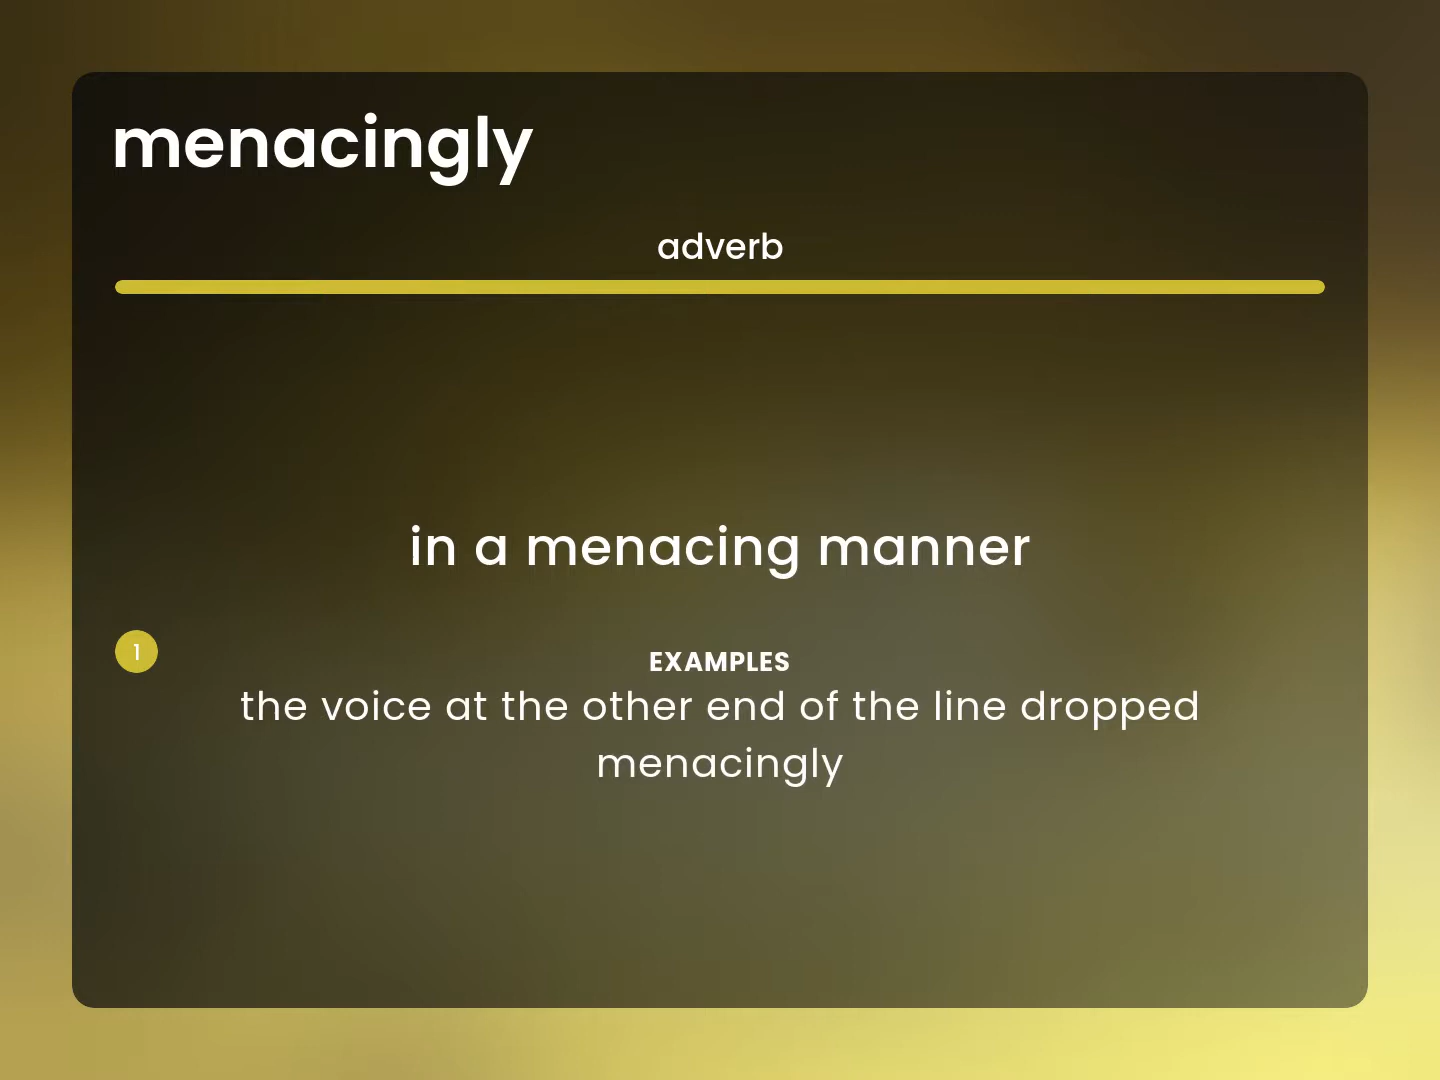 menacingly
adverb
in a menacing manner
1
EXAMPLES
the voice at the other end of the line dropped
menacingly